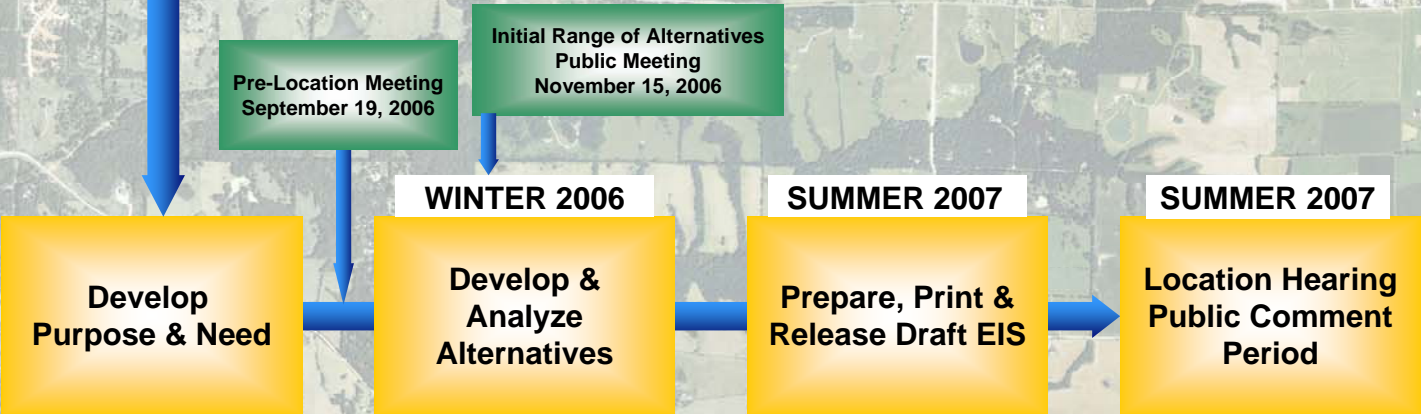 Initial Range of Alternatives
Public Meeting
November 15, 2006
Pre-Location Meeting
September 19, 2006
WINTER 2006
SUMMER 2007
SUMMER 2007
Develop
Purpose & Need
Develop &
Analyze
Alternatives
Prepare, Print &
Release Draft EIS
Location Hearing
Public Comment
Period